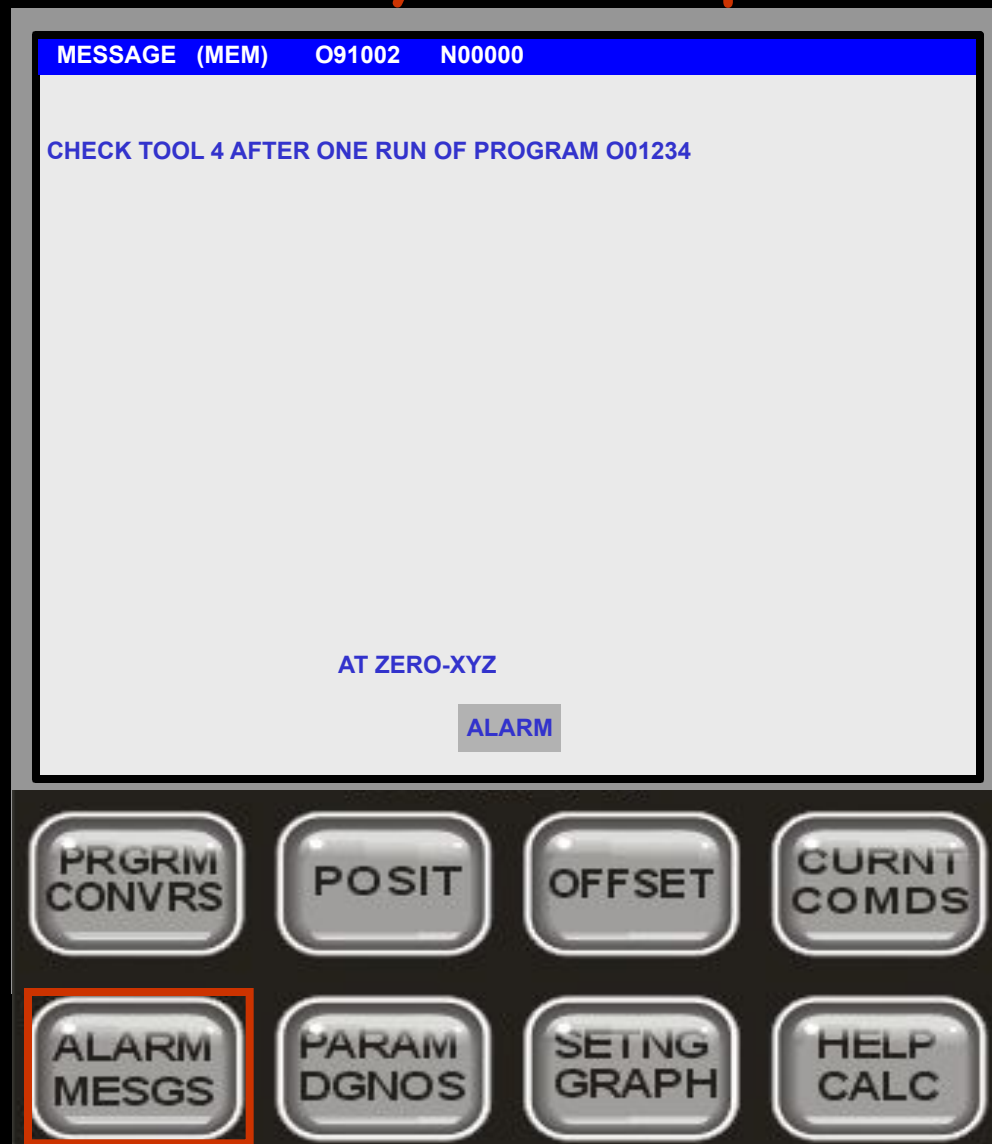 MESSAGE (MEM) O91002 N00000
CHECK TOOL 4 AFTER ONE RUN OF PROGRAM O01234
AT ZERO-XYZ
ALARM
PRGRM CONVRS
POSIT
OFFSET
CURNT COMDS
ALARM MESGS
PARAM DGNOS
SETNG GRAPH
HELP CALC